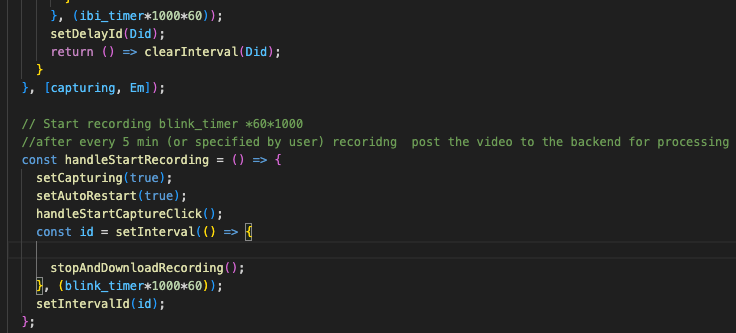 }
}, (ibi_timer*1000*60));
setDelayId(Did);
return () => clearInterval(Did);
}
}, [capturing, Em]);
// Start recording blink_timer *60*1000
//after every 5 min (or specified by user) recoridng  post the video to the backend for processing
const handleStartRecording = () => {
setCapturing(true);
setAutoRestart(true);
handleStartCaptureClick();
const id = setInterval(() => {
stopAndDownloadRecording();
}, (blink_timer*1000*60));
setIntervalId(id);
};